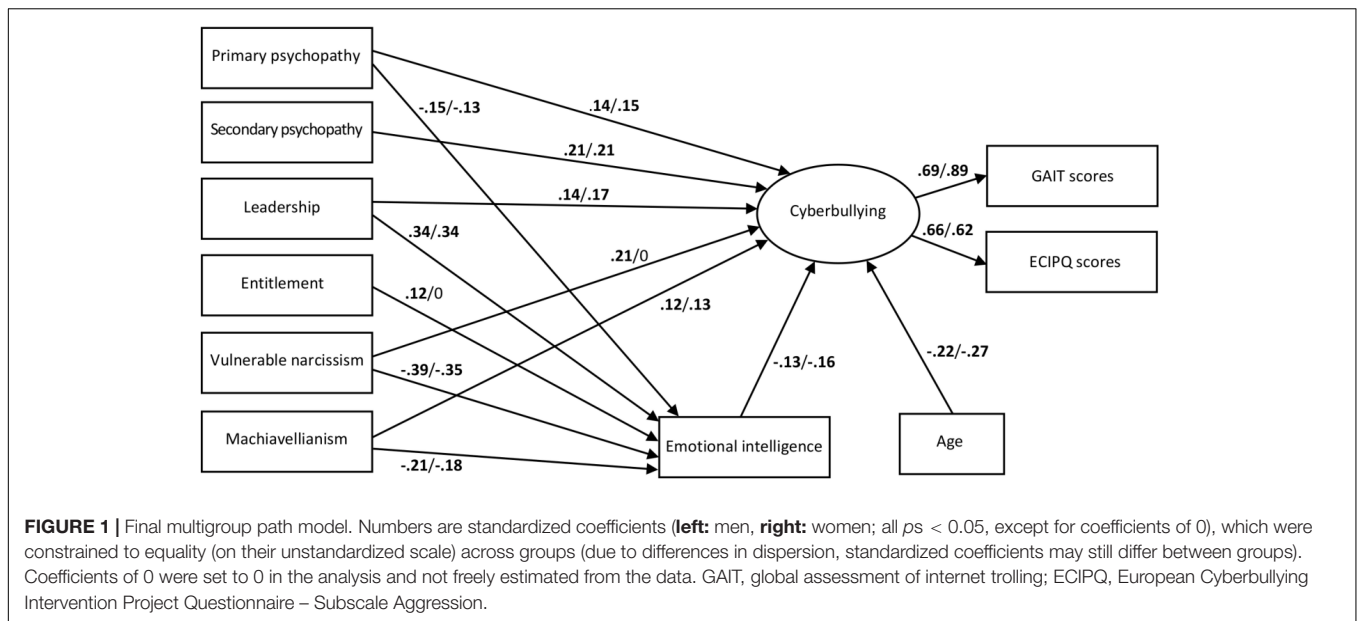 Primary psychopathy
-.15/-.13
.14/.15
Secondary psychopathy
.21/.21
.69/.89
GAIT scores
Leadership
.14/.17
Cyberbullying
.34/.34
.66/.62
ECIPQ scores
.21/0
Entitlement
.12/0
.12/.13
Vulnerable narcissism
-.39/-.35
-.13/-.16
-.22/-.27
Machiavellianism
Emotional intelligence
Age
-.21/-.18
FIGURE 1 | Final multigroup path model. Numbers are standardized coefficients (left: men, right: women; all ps < 0.05, except for coefficients of 0), which were
constrained to equality (on their unstandardized scale) across groups (due to differences in dispersion, standardized coefficients may still differ between groups).
Coefficients of 0 were set to 0 in the analysis and not freely estimated from the data. GAIT, global assessment of internet trolling; ECIPQ, European Cyberbullying
Intervention Project Questionnaire – Subscale Aggression.